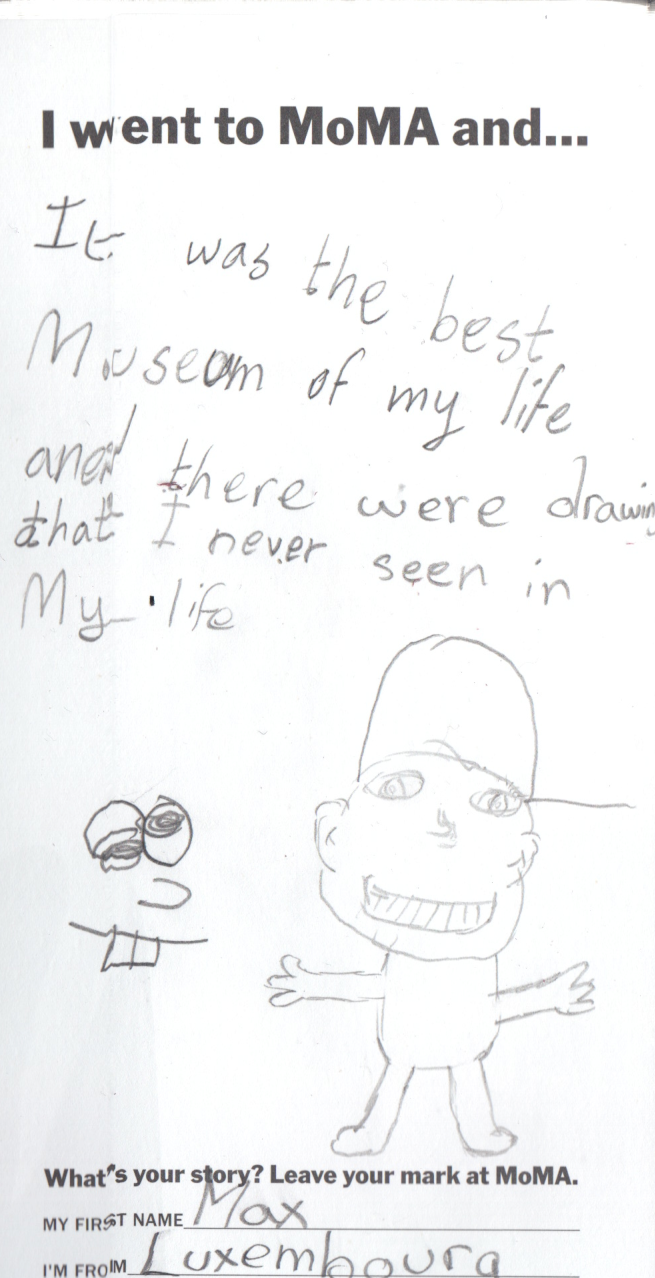 I went to MoMA and...
It was the best
Museum of my life
and there were drawing
that I never seen in
My life
What's your story? Leave your mark at MoMA.
MY FIRST NAME Max
I'M FROM Luxembourg